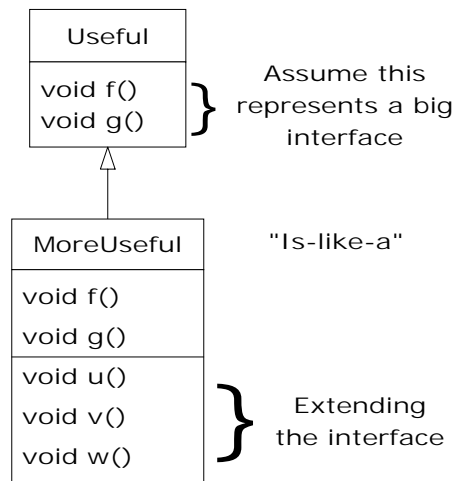 Useful
void f()
void g()
}
Assume this
represents a big
interface
MoreUseful
"Is-like-a"
void f()
void g()
void u()
void v()
void w()
}
Extending
the interface